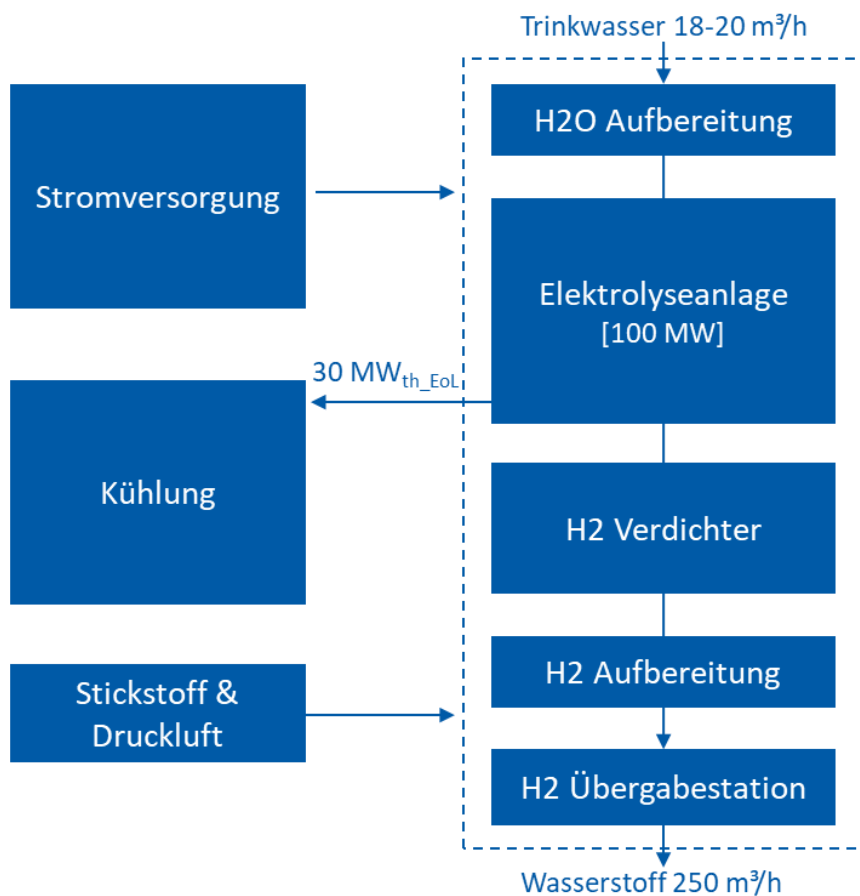 Trinkwasser 18-20 m³/h
H2O Aufbereitung
Stromversorgung
Elektrolyseanlage
[100 MW]
30 MWth_EoL
Kühlung
H2 Verdichter
H2 Aufbereitung
Stickstoff &
Druckluft
H2 Übergabestation
Wasserstoff 250 m³/h